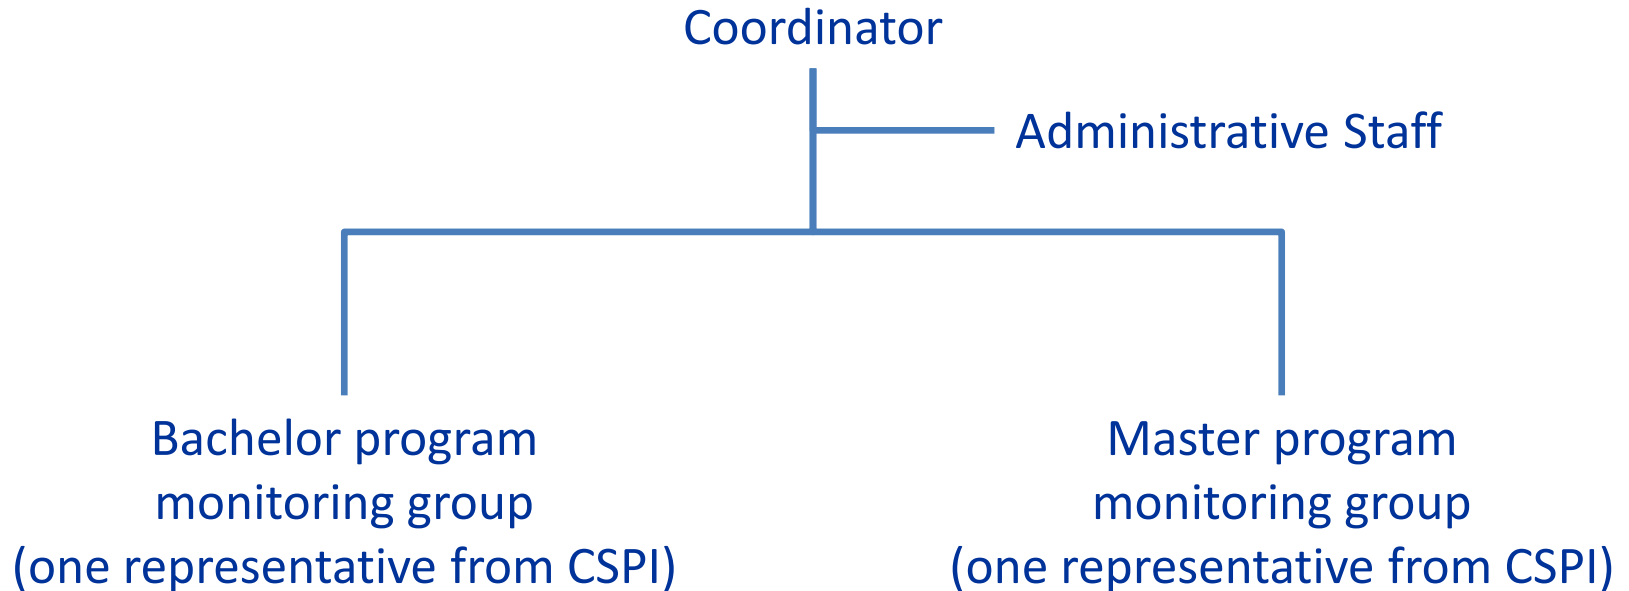 Coordinator
Administrative Staff
Bachelor program
monitoring group
(one representative from CSPI)
Master program
monitoring group
(one representative from CSPI)